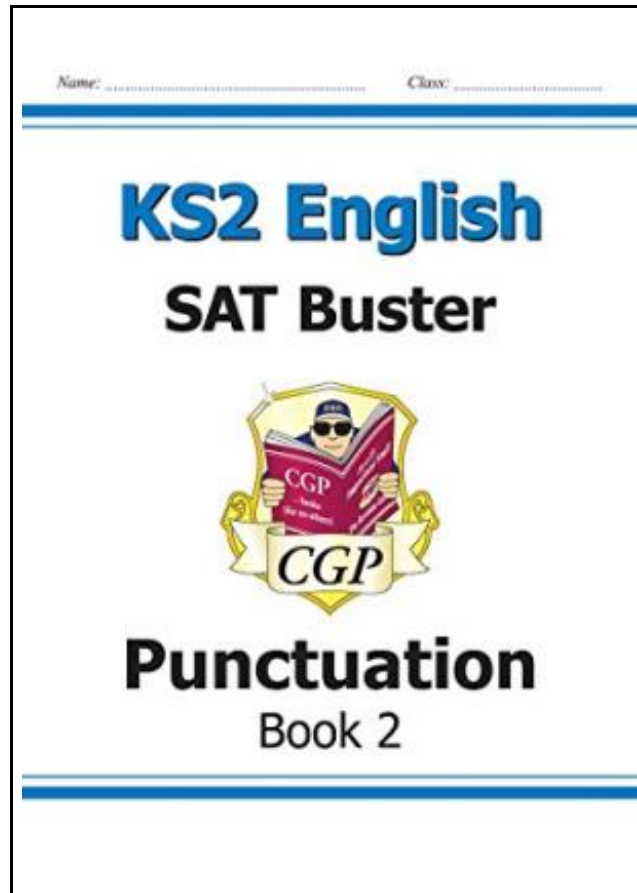 Name: ........................ Class: ........................
KS2 English
SAT Buster
CGP
CGP
Punctuation
Book 2